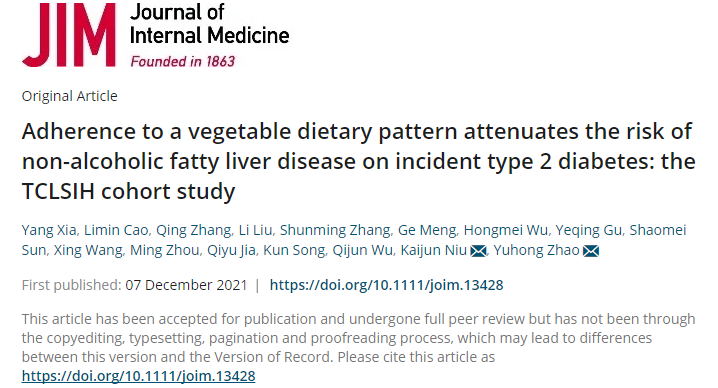 JIM Journal of
Internal Medicine
Founded in 1863
Original Article
Adherence to a vegetable dietary pattern attenuates the risk of
non-alcoholic fatty liver disease on incident type 2 diabetes: the
TCLSIH cohort study
Yang Xia, Limin Cao, Qing Zhang, Li Liu, Shunming Zhang, Ge Meng, Hongmei Wu, Yeqing Gu, Shaomei
Sun, Xing Wang, Ming Zhou, Qiyu Jia, Kun Song, Qijun Wu, Kaijun Niu, Yuhong Zhao
First published: 07 December 2021 | https://doi.org/10.1111/joim.13428
This article has been accepted for publication and undergone full peer review but has not been through
the copyediting, typesetting, pagination and proofreading process, which may lead to differences
between this version and the Version of Record. Please cite this article as
https://doi.org/10.1111/joim.13428